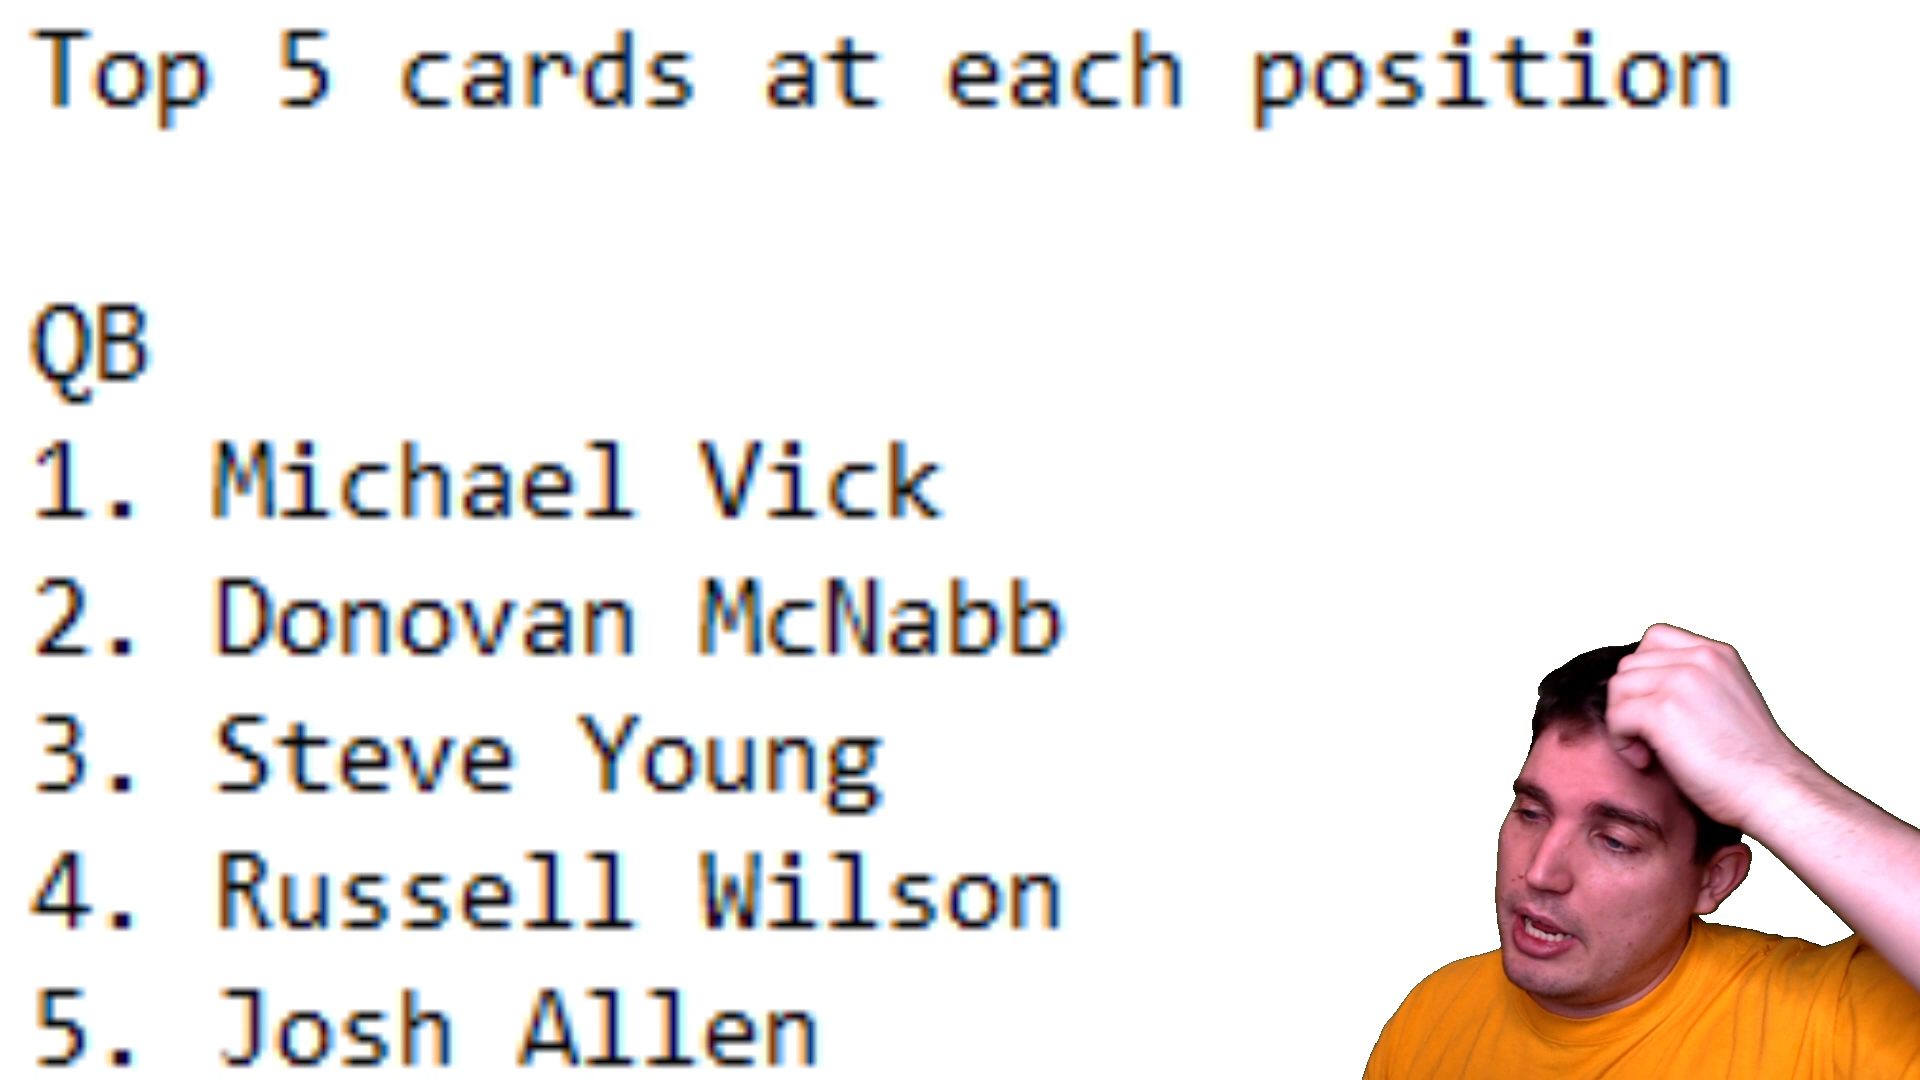 Top 5 cards at each position
QB
1. Michael Vick
2. Donovan McNabb
3. Steve Young
4. Russell Wilson
5. Josh Allen